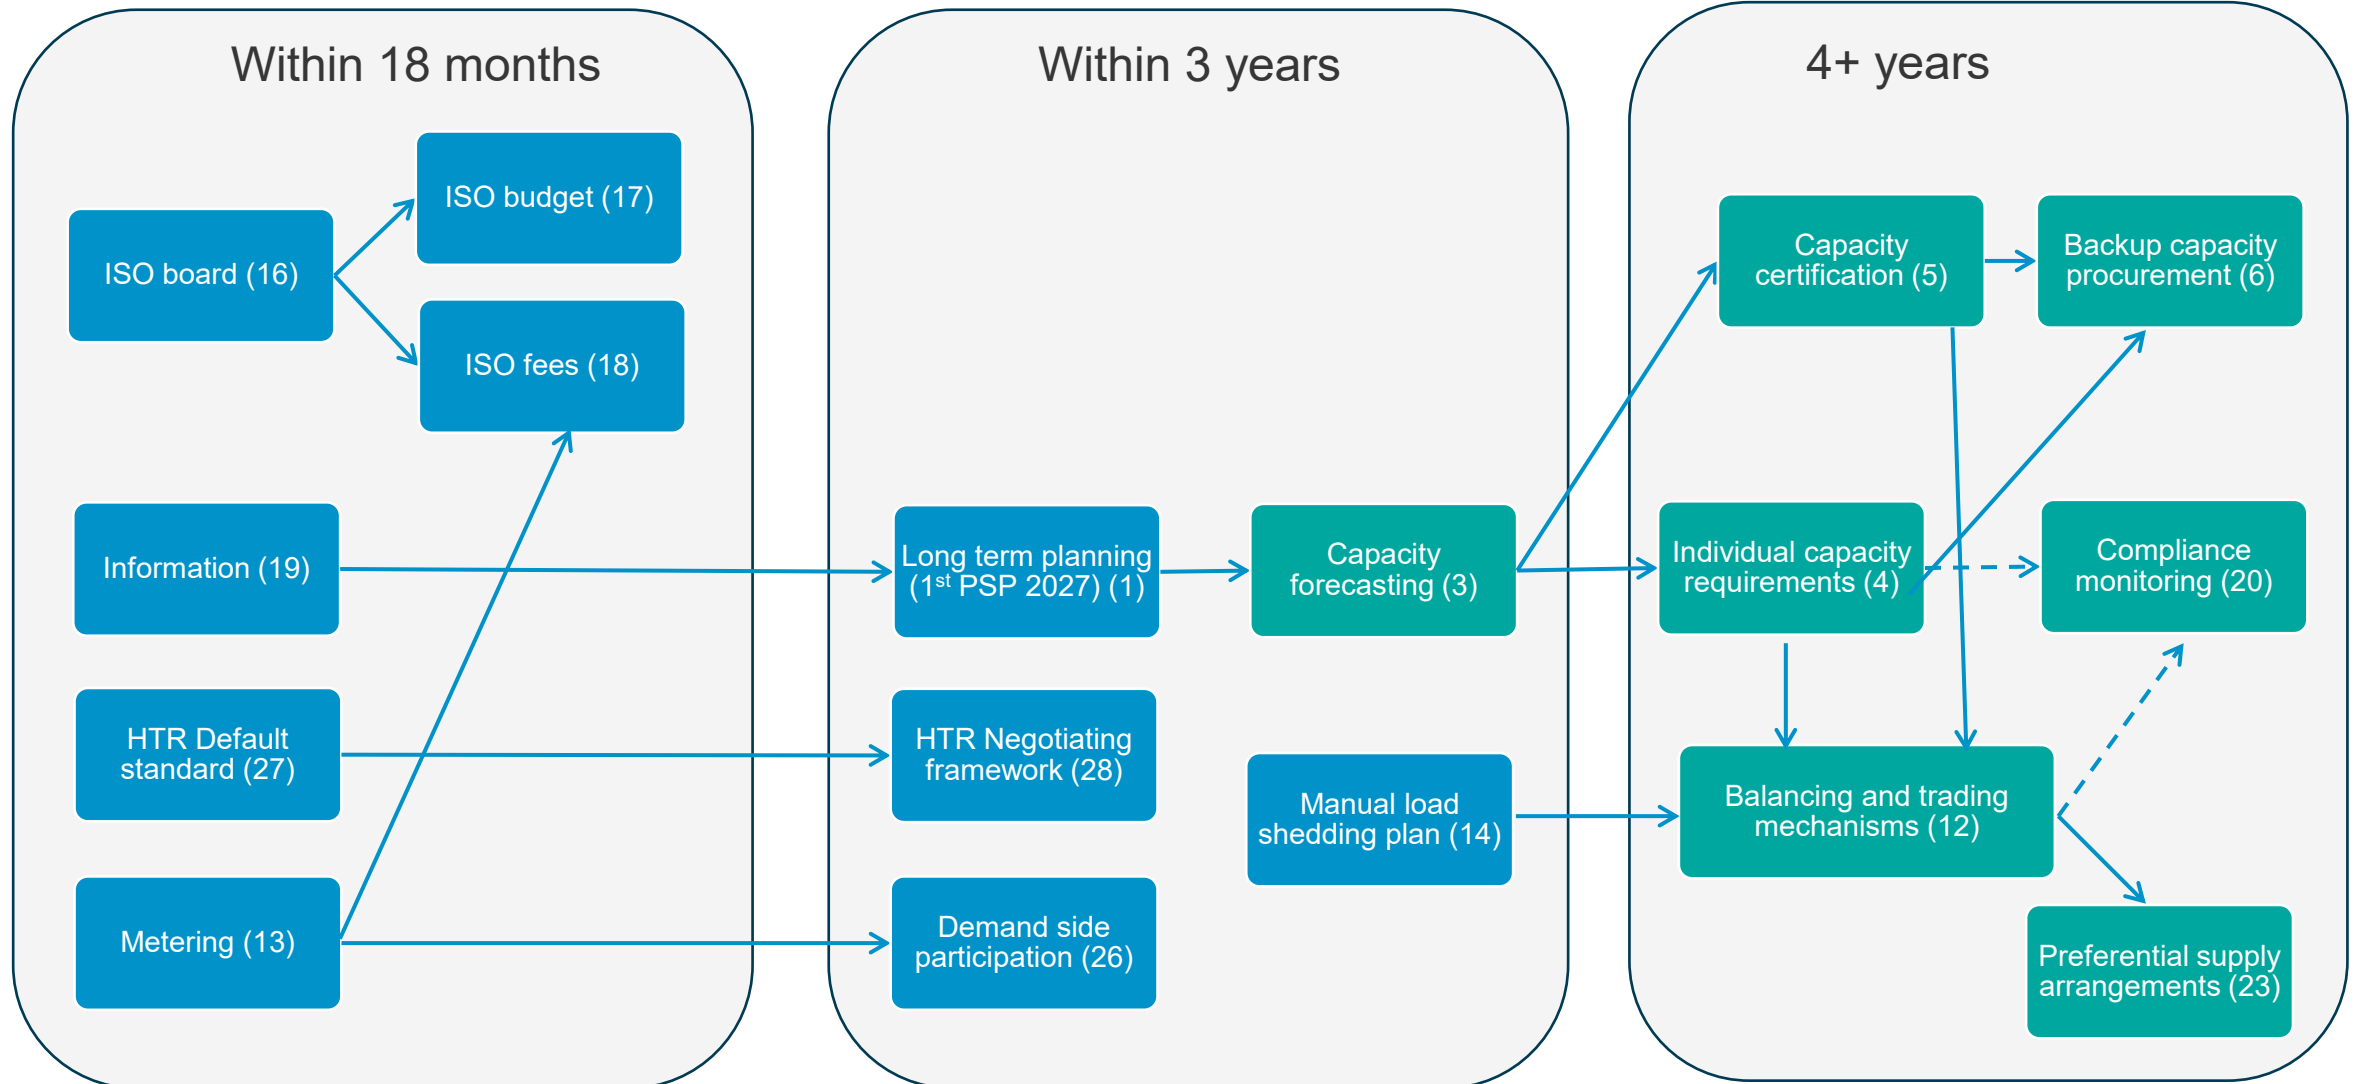 Within 18 months
ISO board (16)
ISO budget (17)
ISO fees (18)
Information (19)
HTR Default
standard (27)
Metering (13)
Within 3 years
Long term planning
(1st PSP 2027) (1)
Capacity
forecasting (3)
HTR Negotiating
framework (28)
Manual load
shedding plan (14)
Demand side
participation (26)
4+ years
Capacity
certification (5)
Backup capacity
procurement (6)
Individual capacity
requirements (4)
Compliance
monitoring (20)
Balancing and trading
mechanisms (12)
Preferential supply
arrangements (23)